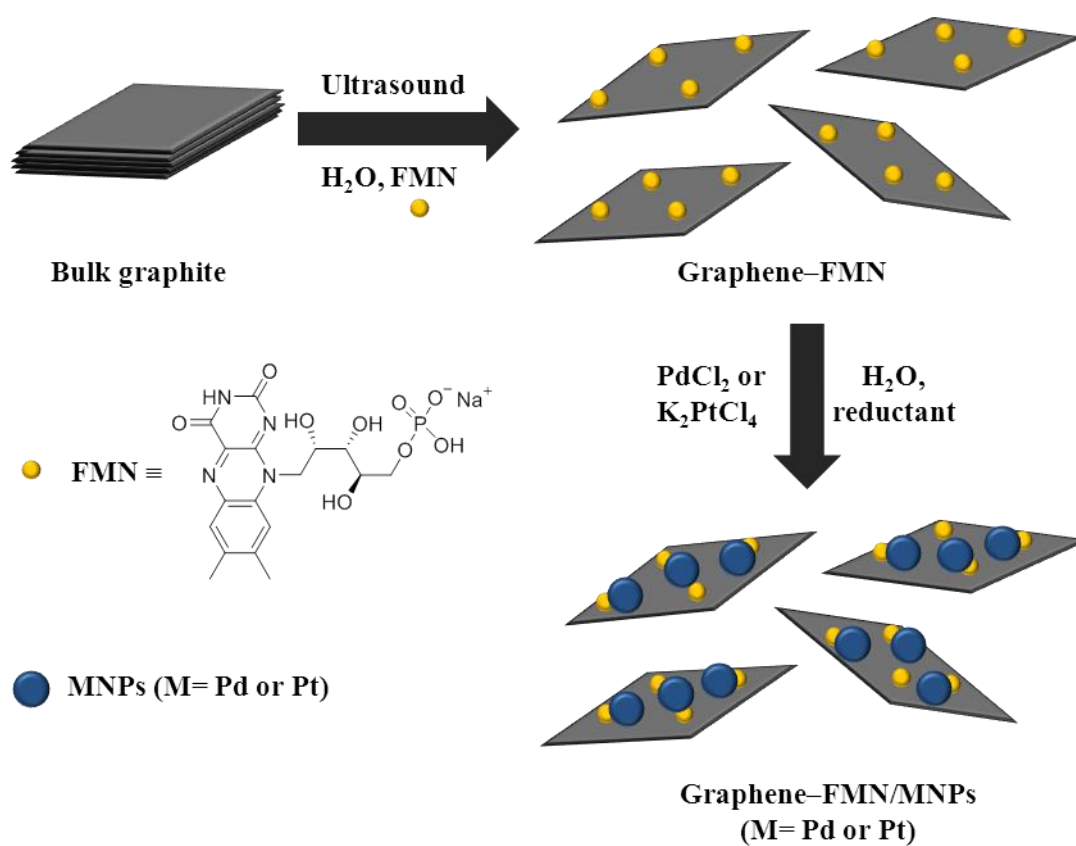 Ultrasound
H₂O, FMN
Bulk graphite
Graphene–FMN
PdCl₂ or
K₂PtCl₄
H₂O,
reductant
FMN ≡
O
HN
O
N
N
N
HO
OH
HO
O
O
P
O⁻ Na⁺
OH
MNPs (M= Pd or Pt)
Graphene–FMN/MNPs
(M= Pd or Pt)